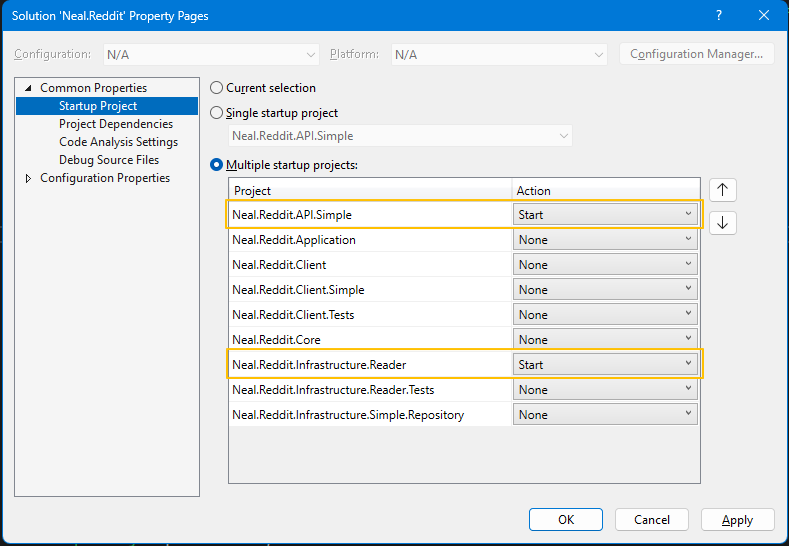 Solution 'Neal.Reddit' Property Pages ?
Configuration: N/A Platform: N/A Configuration Manager...
Common Properties
Startup Project
Project Dependencies
Code Analysis Settings
Debug Source Files
Configuration Properties
Current selection
Single startup project
Neal.Reddit.API.Simple
Multiple startup projects:
Project Action
Neal.Reddit.API.Simple Start
Neal.Reddit.Application None
Neal.Reddit.Client None
Neal.Reddit.Client.Simple None
Neal.Reddit.Client.Tests None
Neal.Reddit.Core None
Neal.Reddit.Infrastructure.Reader Start
Neal.Reddit.Infrastructure.Reader.Tests None
Neal.Reddit.Infrastructure.Simple.Repository None
OK Cancel Apply